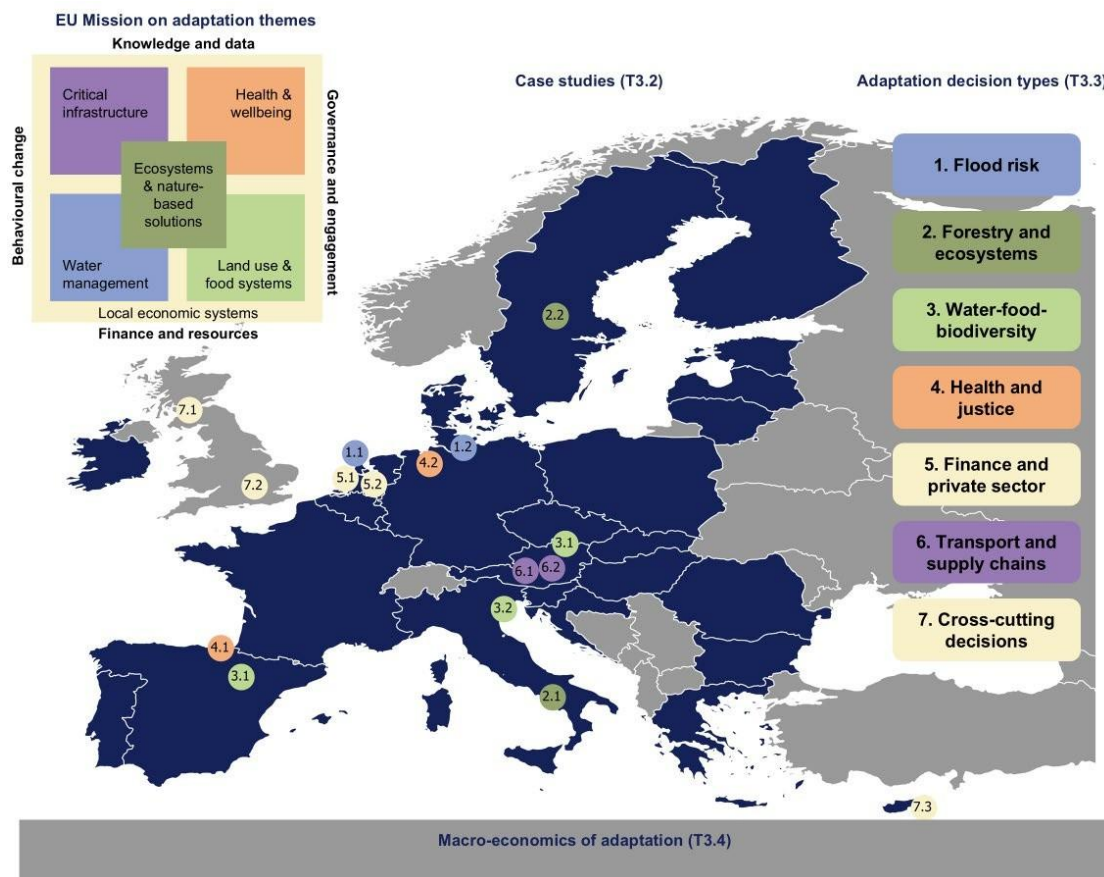 EU Mission on adaptation themes
Knowledge and data
Critical
infrastructure
Health &
wellbeing
Ecosystems
& nature-
based
solutions
Water
management
Land use &
food systems
Local economic systems
Finance and resources
Behavioural change
Governance and engagement
Case studies (T3.2)
Adaptation decision types (T3.3)
1. Flood risk
2. Forestry and
ecosystems
3. Water-food-
biodiversity
4. Health and
justice
5. Finance and
private sector
6. Transport and
supply chains
7. Cross-cutting
decisions
2.2
7.1
1.1
1.2
4.2
5.1
5.2
7.2
3.1
6.1
6.2
3.2
4.1
3.1
2.1
7.3
Macro-economics of adaptation (T3.4)